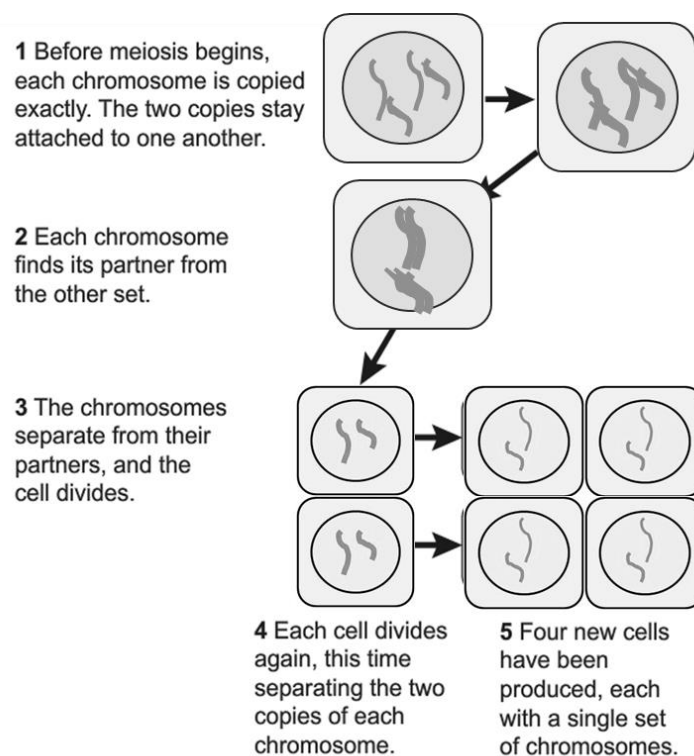 1 Before meiosis begins,
each chromosome is copied
exactly. The two copies stay
attached to one another.
2 Each chromosome
finds its partner from
the other set.
3 The chromosomes
separate from their
partners, and the
cell divides.
4 Each cell divides
again, this time
separating the two
copies of each
chromosome.
5 Four new cells
have been
produced, each
with a single set
of chromosomes.